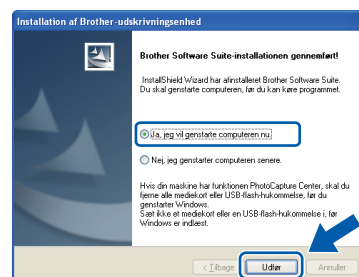 Installation af Brother-udskrivningsenhed
Brother Software Suite-installationen gennemført!
InstallShield Wizard har afinstalleret Brother Software Suite.
Du skal genstarte computeren, før du kan køre programmet.
Ja, jeg vil genstarte computeren nu.
Nej, jeg genstarter computeren senere.
Hvis din maskine har funktionen PhotoCapture Center, skal du
fjerne alle mediekort eller USB-flash-hukommelse, før du
genstarter Windows.
Sæt ikke et mediekort eller en USB-flash-hukommelse i, før
Windows er indlæst.
< Tilbage
Udfør
Annuller